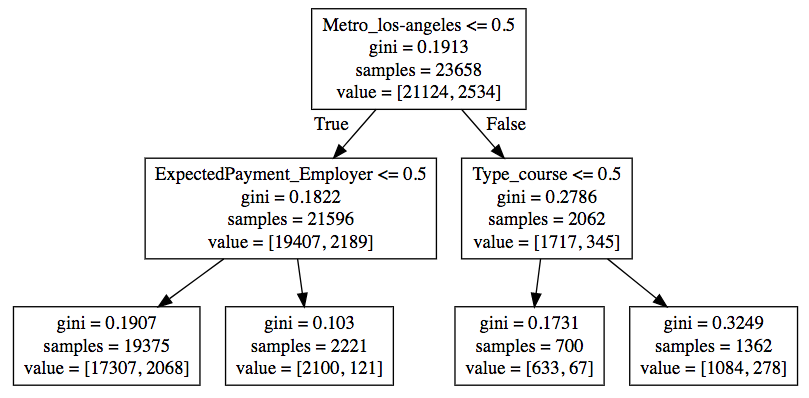 Metro_los-angeles <= 0.5
gini = 0.1913
samples = 23658
value = [21124, 2534]
True
False
ExpectedPayment_Employer <= 0.5
gini = 0.1822
samples = 21596
value = [19407, 2189]
Type_course <= 0.5
gini = 0.2786
samples = 2062
value = [1717, 345]
gini = 0.1907
samples = 19375
value = [17307, 2068]
gini = 0.103
samples = 2221
value = [2100, 121]
gini = 0.1731
samples = 700
value = [633, 67]
gini = 0.3249
samples = 1362
value = [1084, 278]